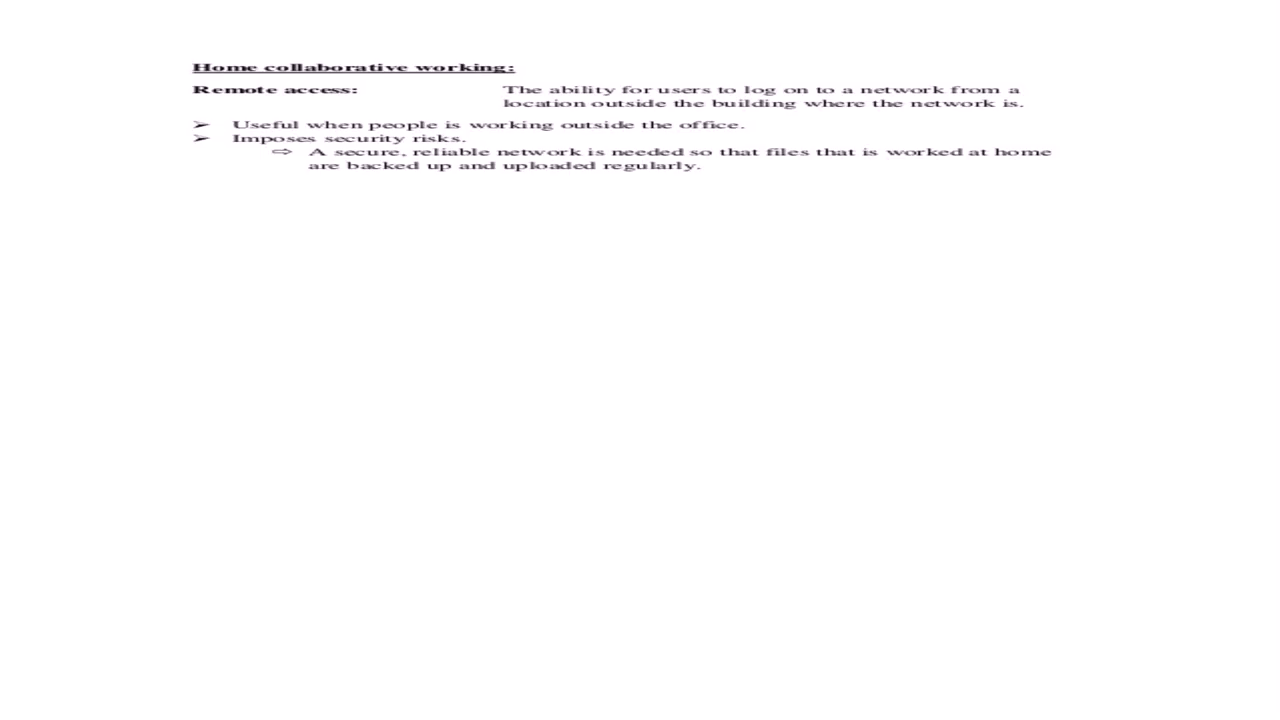 Home collaborative working:
Remote access: The ability for users to log on to a network from a
location outside the building where the network is.
➢ Useful when people is working outside the office.
➢ Imposes security risks.
⇨ A secure, reliable network is needed so that files that is worked at home
are backed up and uploaded regularly.